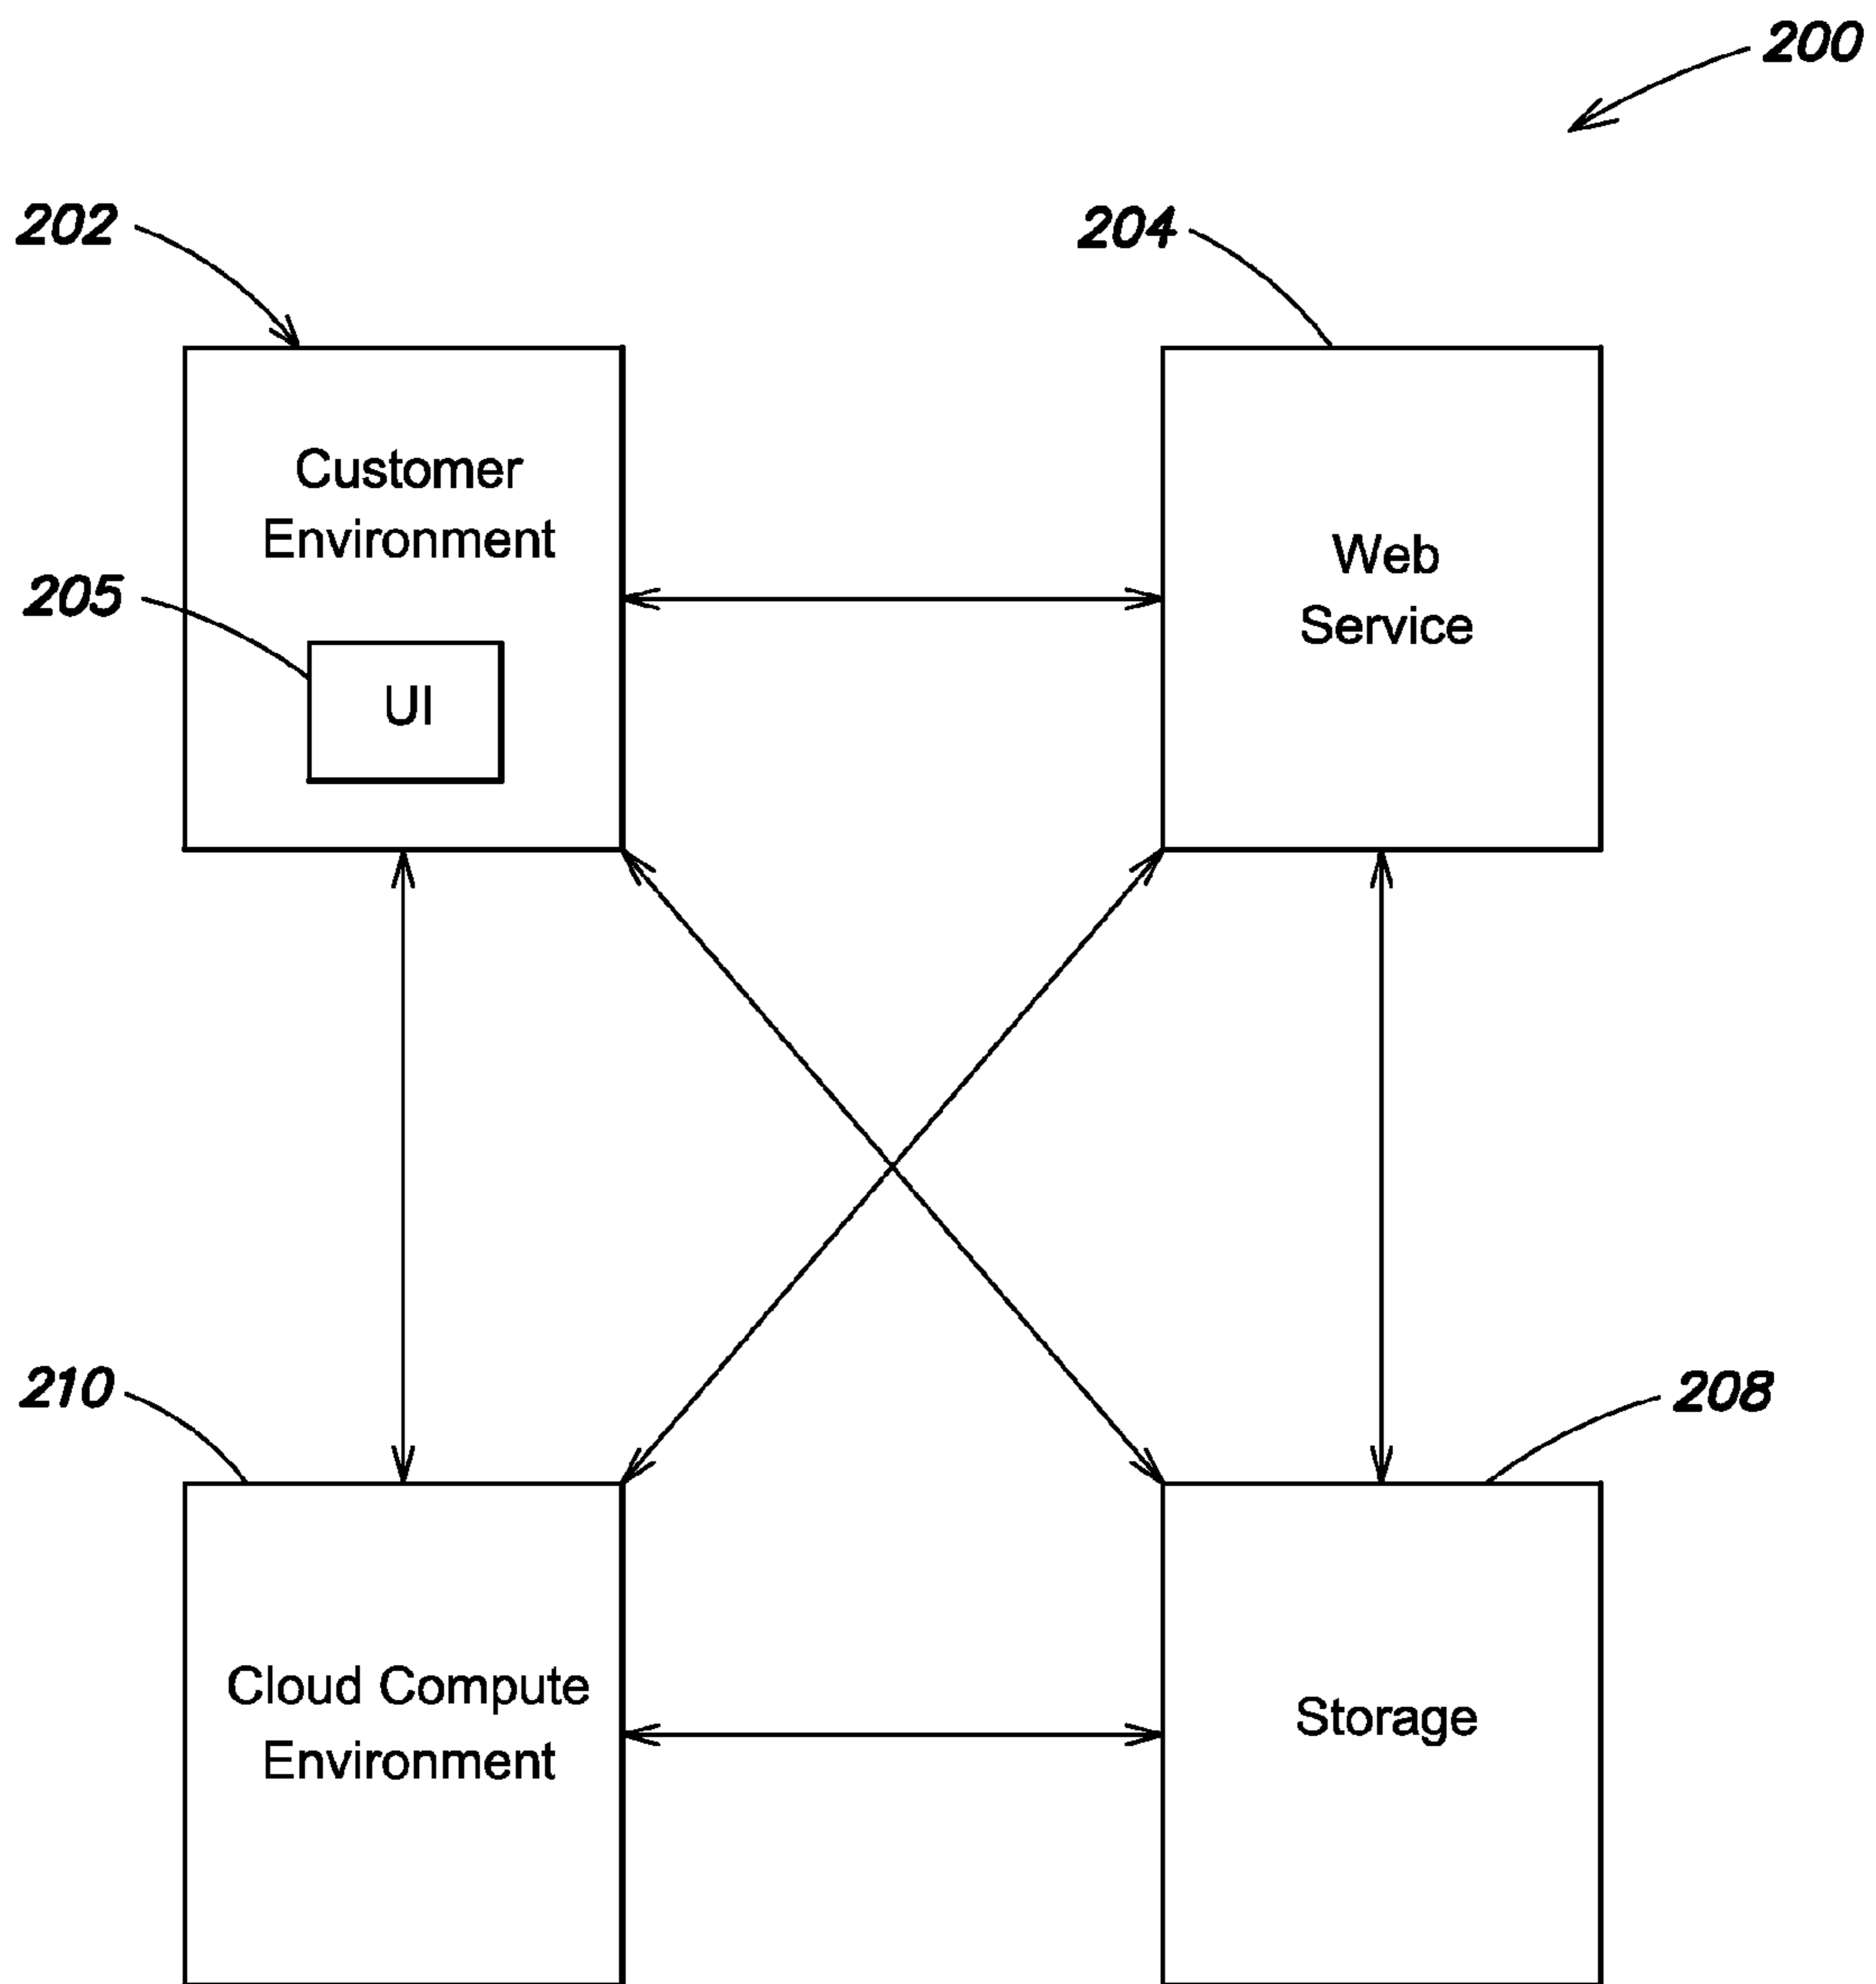 200
202
204
Customer
Environment
Web
Service
205
UI
210
208
Cloud Compute
Environment
Storage